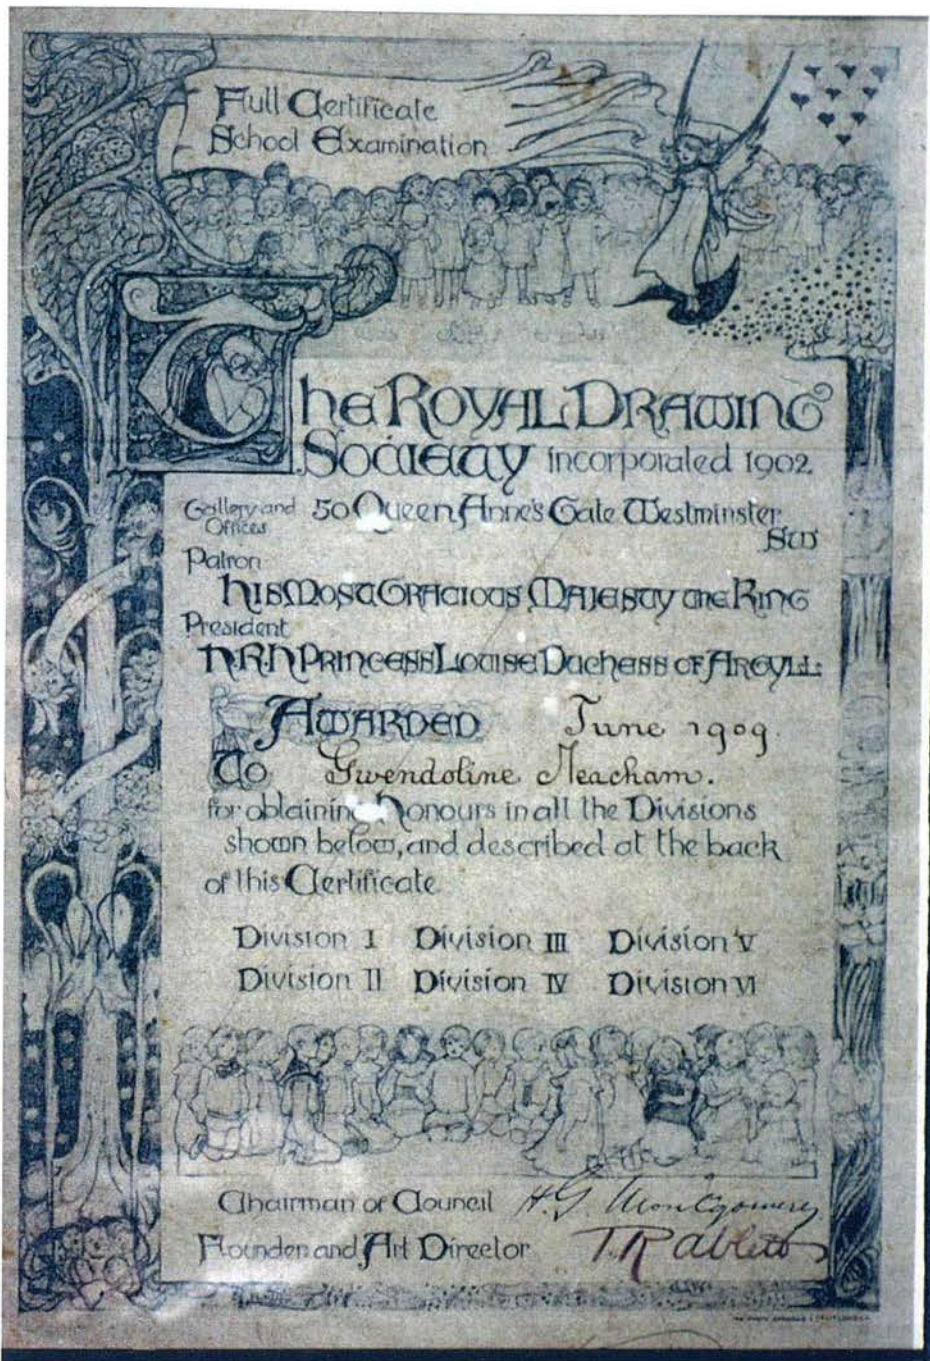 Full Certificate
School Examination
The Royal Drawing
Society incorporated 1902
Gallery and Offices 50 Queen Anne's Gate Westminster
SW
Patron
His Most Gracious Majesty the King
President
H.R.H Princess Louise Duchess of Argyll
Awarded June 1909.
To Gwendoline Meacham.
for obtaining Honours in all the Divisions
shown below, and described at the back
of this Certificate
Division I Division III Division V
Division II Division IV Division VI
Chairman of Council H.G. Montgomery
Founder and Art Director T.R Ablett